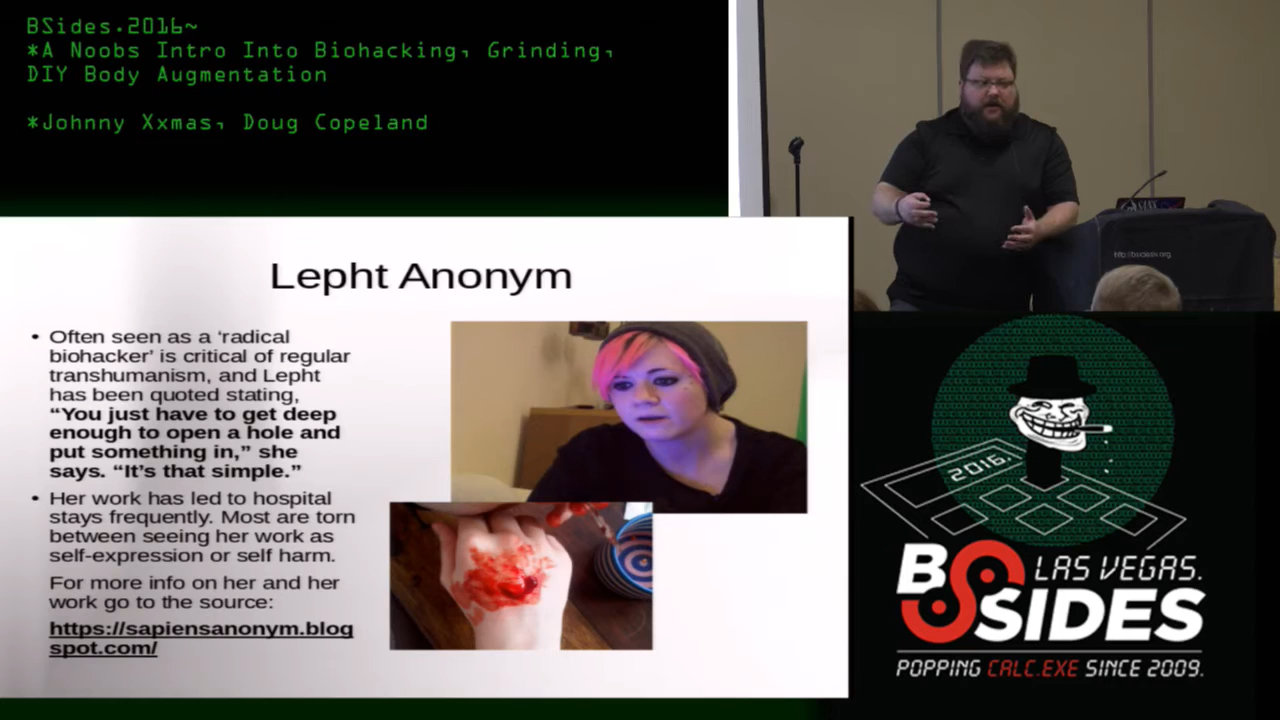 BSides.2016~
*A Noobs Intro Into Biohacking, Grinding,
DIY Body Augmentation
*Johnny Xxmas, Doug Copeland
Lepht Anonym
• Often seen as a ‘radical
biohacker’ is critical of regular
transhumanism, and Lepht
has been quoted stating,
“You just have to get deep
enough to open a hole and
put something in,” she
says. “It’s that simple.”
• Her work has led to hospital
stays frequently. Most are torn
between seeing her work as
self-expression or self harm.
For more info on her and her
work go to the source:
https://sapiensanonym.blog
spot.com/
2016.
BSIDES
LAS VEGAS.
POPPING CALC.EXE SINCE 2009.